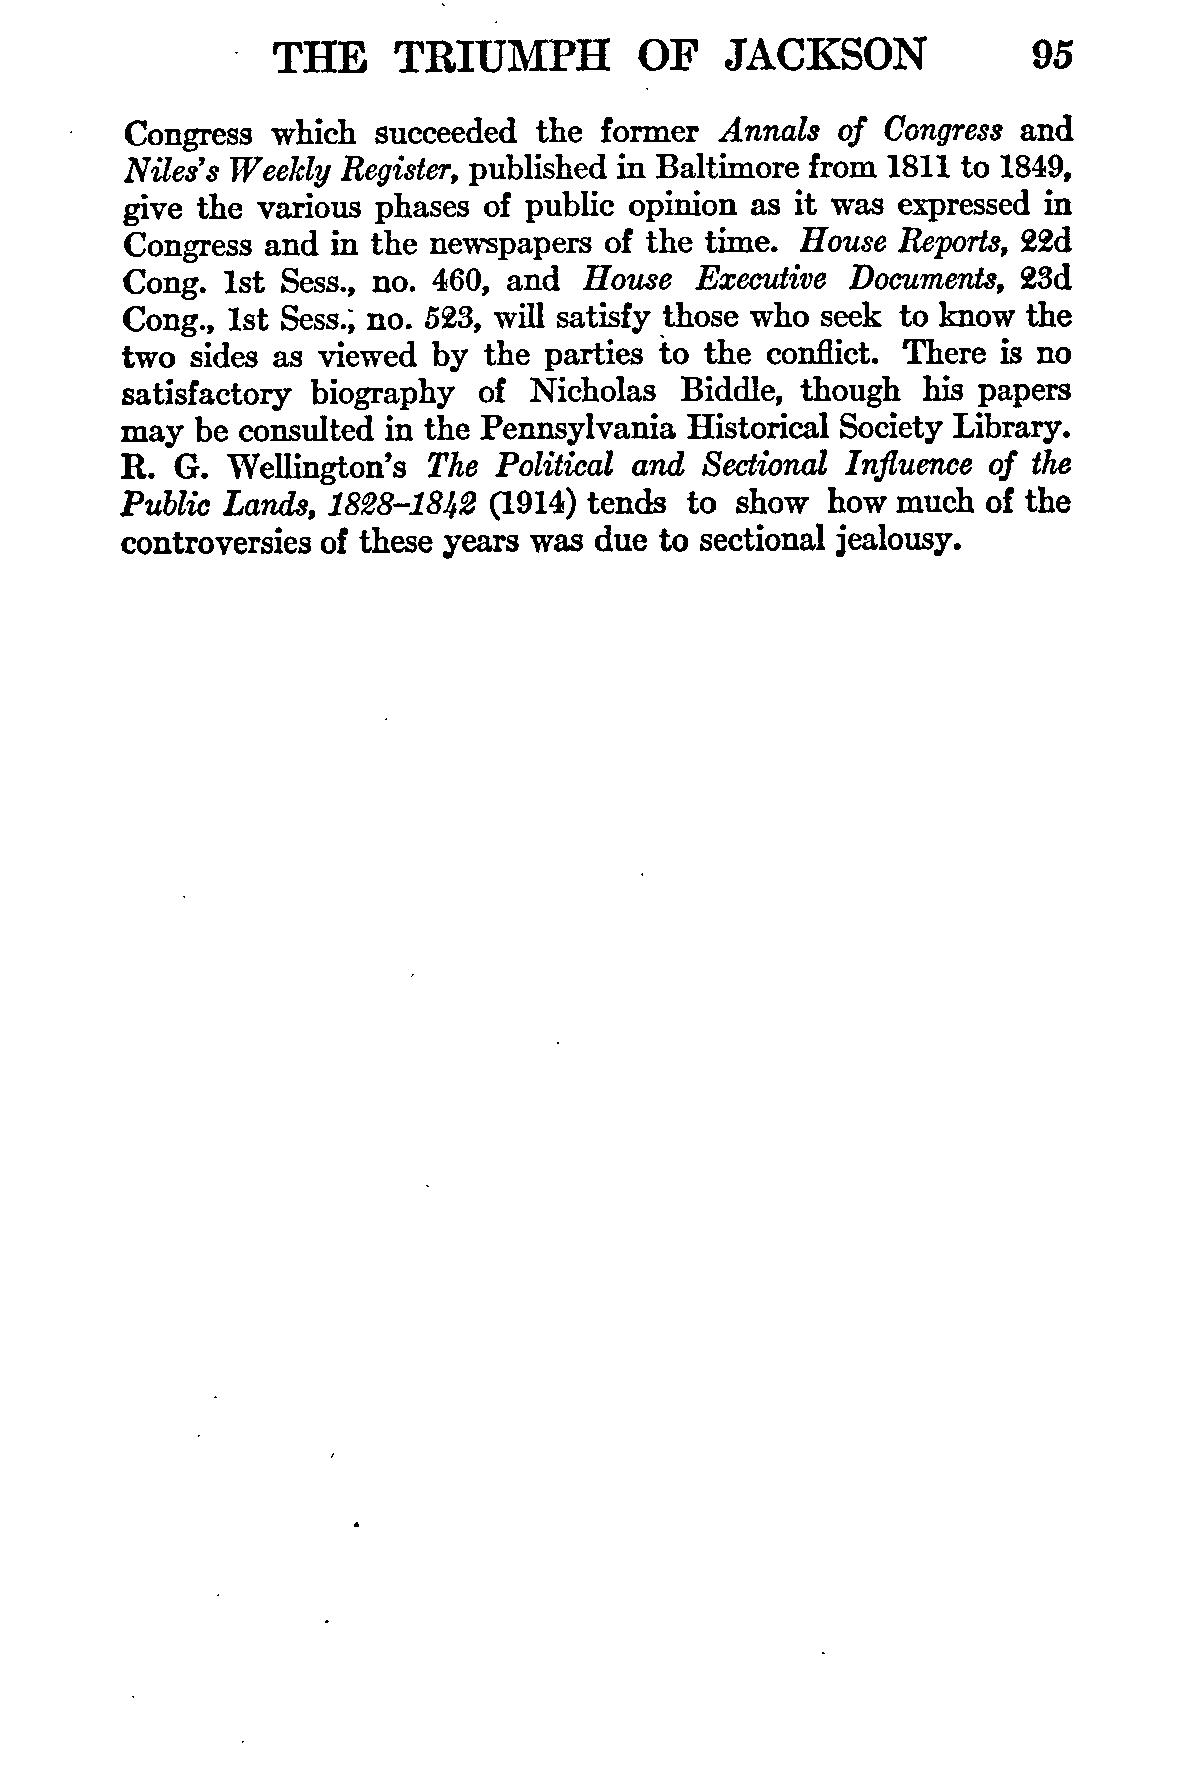 THE TRIUMPH OF JACKSON 95
Congress which succeeded the former Annals of Congress and
Niles's Weekly Register, published in Baltimore from 1811 to 1849,
give the various phases of public opinion as it was expressed in
Congress and in the newspapers of the time. House Reports, 22d
Cong. 1st Sess., no. 460, and House Executive Documents, 23d
Cong., 1st Sess., no. 523, will satisfy those who seek to know the
two sides as viewed by the parties to the conflict. There is no
satisfactory biography of Nicholas Biddle, though his papers
may be consulted in the Pennsylvania Historical Society Library.
R. G. Wellington's The Political and Sectional Influence of the
Public Lands, 1828–1842 (1914) tends to show how much of the
controversies of these years was due to sectional jealousy.